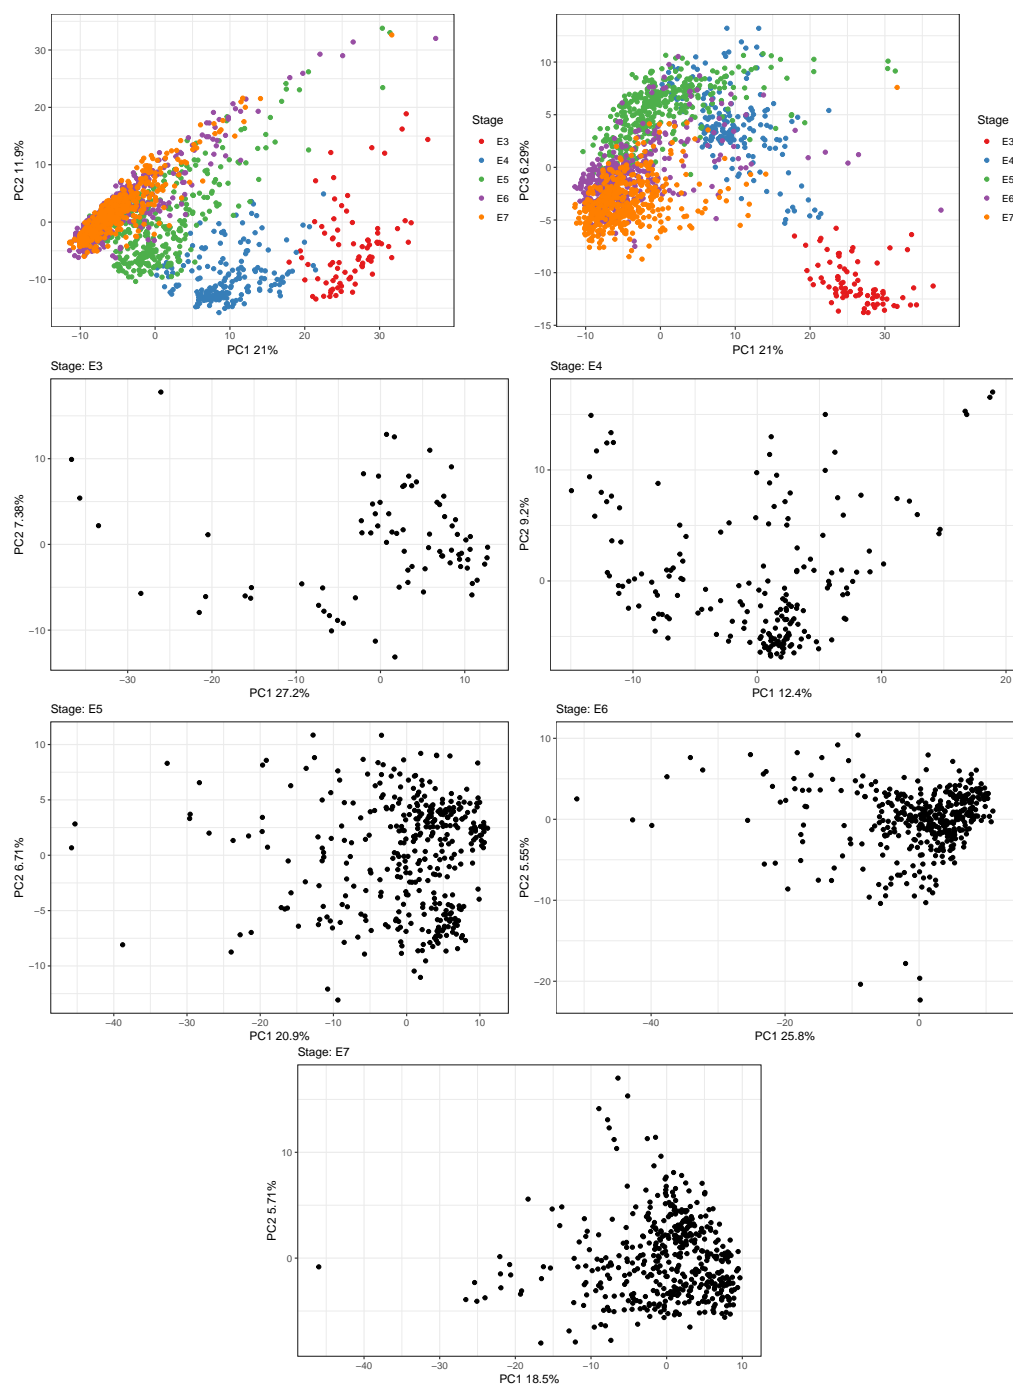 30
20
10
0
−10
PC2 11.9%
−10
0
10
20
30
PC1 21%
Stage
E3
E4
E5
E6
E7
10
5
0
−5
−10
−15
PC3 6.29%
−10
0
10
20
30
PC1 21%
Stage
E3
E4
E5
E6
E7
Stage: E3
10
0
−10
PC2 7.38%
−30
−20
−10
0
10
PC1 27.2%
Stage: E4
10
0
PC2 9.2%
−10
0
10
20
PC1 12.4%
Stage: E5
10
5
0
−5
−10
PC2 6.71%
−40
−30
−20
−10
0
10
PC1 20.9%
Stage: E6
10
0
−10
−20
PC2 5.55%
−40
−20
0
PC1 25.8%
Stage: E7
10
0
PC2 5.71%
−40
−30
−20
−10
0
10
PC1 18.5%